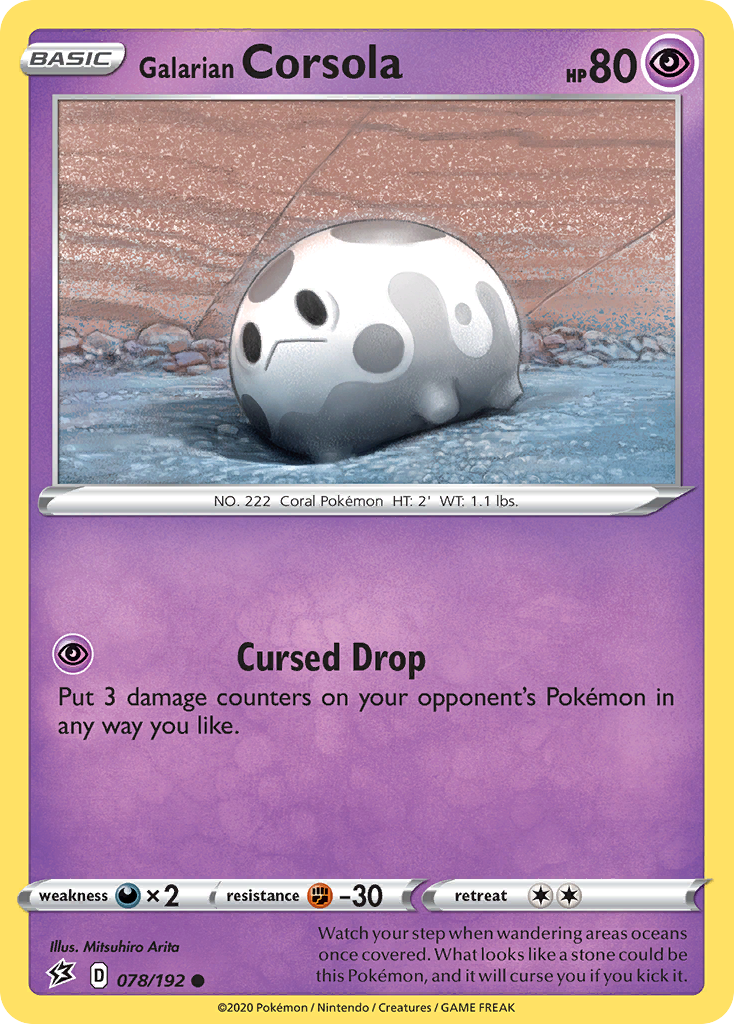 BASIC
Galarian Corsola
HP 80
NO. 222 Coral Pokémon HT: 2' WT: 1.1 lbs.
Cursed Drop
Put 3 damage counters on your opponent's Pokémon in
any way you like.
weakness ×2 resistance -30 retreat
Illus. Mitsuhiro Arita
D 078/192
Watch your step when wandering areas oceans
once covered. What looks like a stone could be
this Pokémon, and it will curse you if you kick it.
©2020 Pokémon / Nintendo / Creatures / GAME FREAK